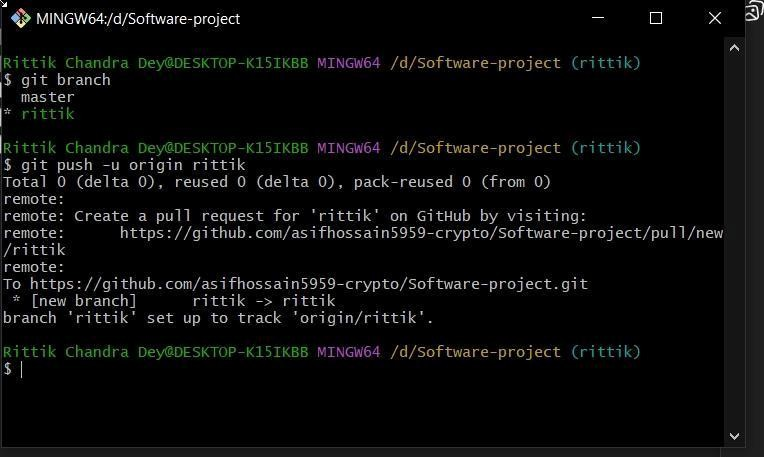 MINGW64:/d/Software-project
Rittik Chandra Dey@DESKTOP-K15IKBB MINGW64 /d/Software-project (rittik)
$ git branch
  master
* rittik
Rittik Chandra Dey@DESKTOP-K15IKBB MINGW64 /d/Software-project (rittik)
$ git push -u origin rittik
Total 0 (delta 0), reused 0 (delta 0), pack-reused 0 (from 0)
remote:
remote: Create a pull request for 'rittik' on GitHub by visiting:
remote:      https://github.com/asifhossain5959-crypto/Software-project/pull/new
/rittik
remote:
To https://github.com/asifhossain5959-crypto/Software-project.git
 * [new branch]      rittik -> rittik
branch 'rittik' set up to track 'origin/rittik'.
Rittik Chandra Dey@DESKTOP-K15IKBB MINGW64 /d/Software-project (rittik)
$